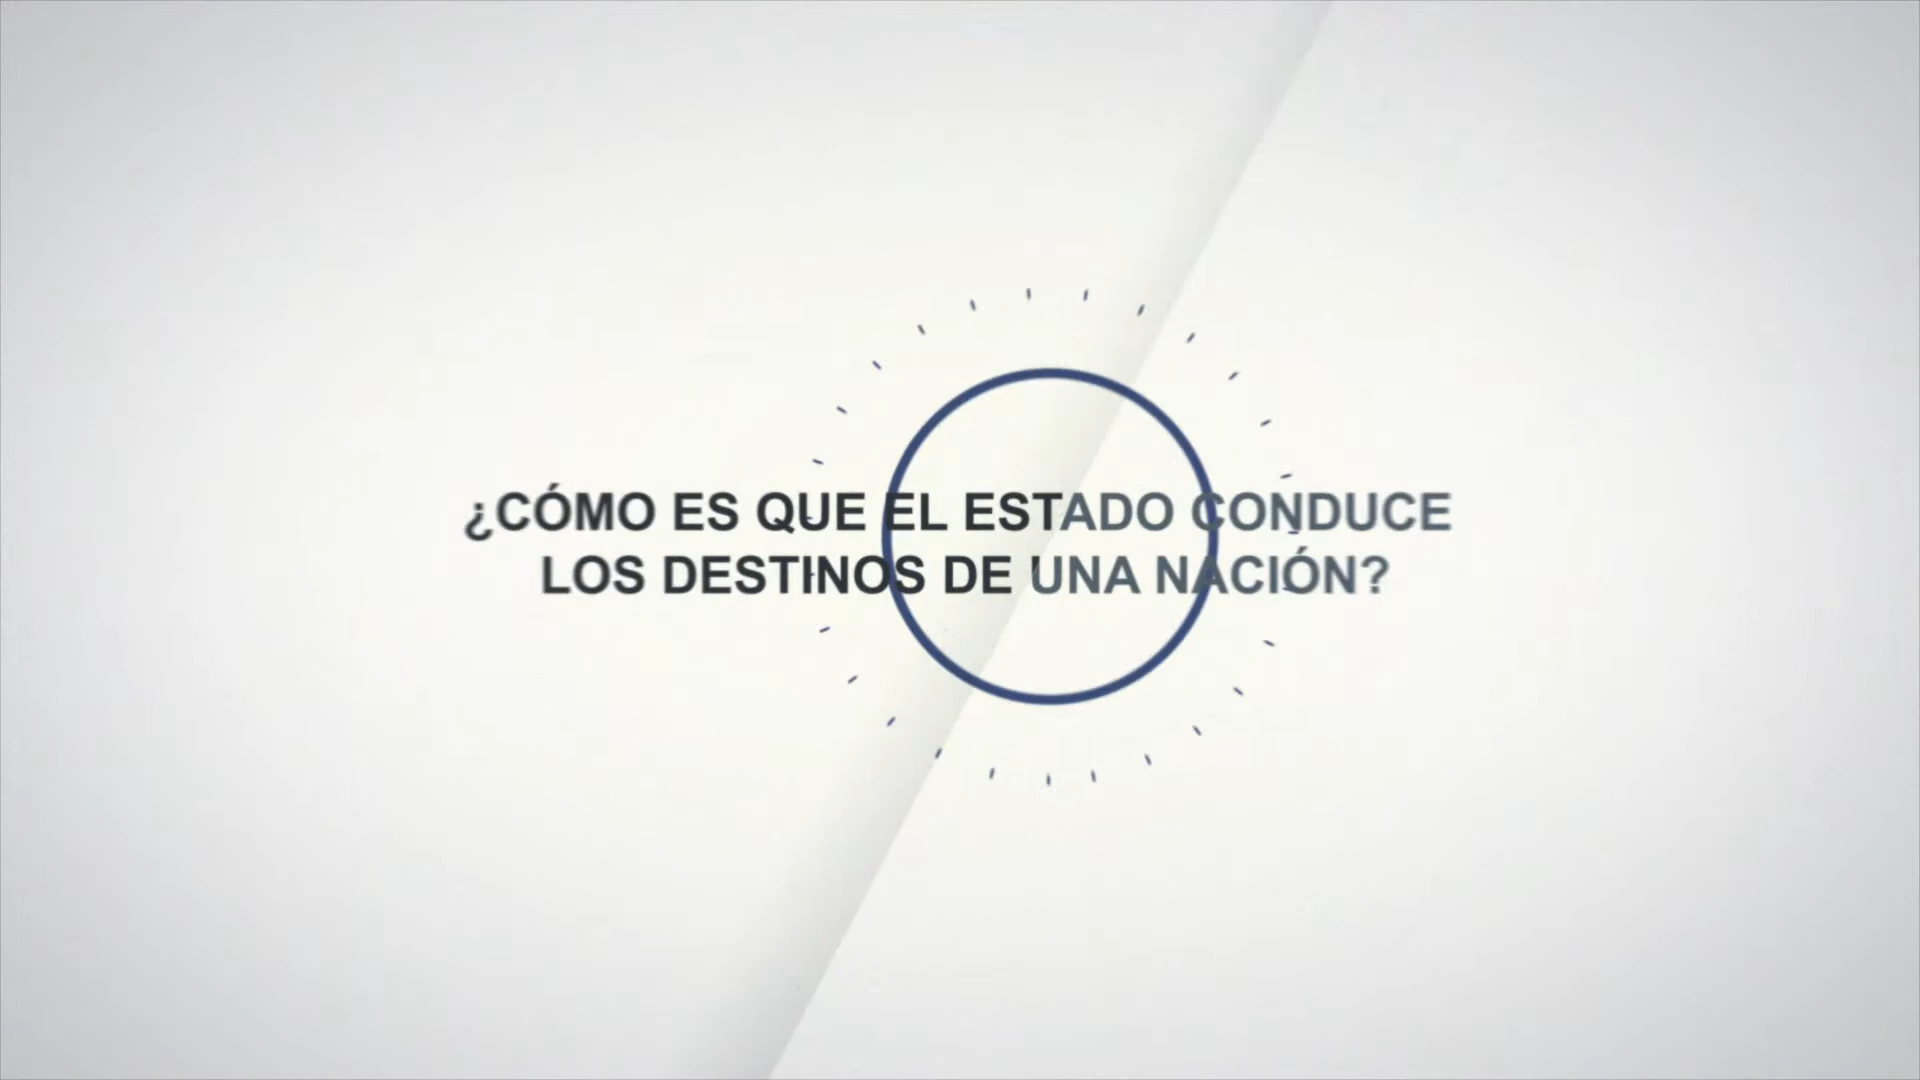 ¿CÓMO ES QUE EL ESTADO CONDUCE
LOS DESTINOS DE UNA NACIÓN?